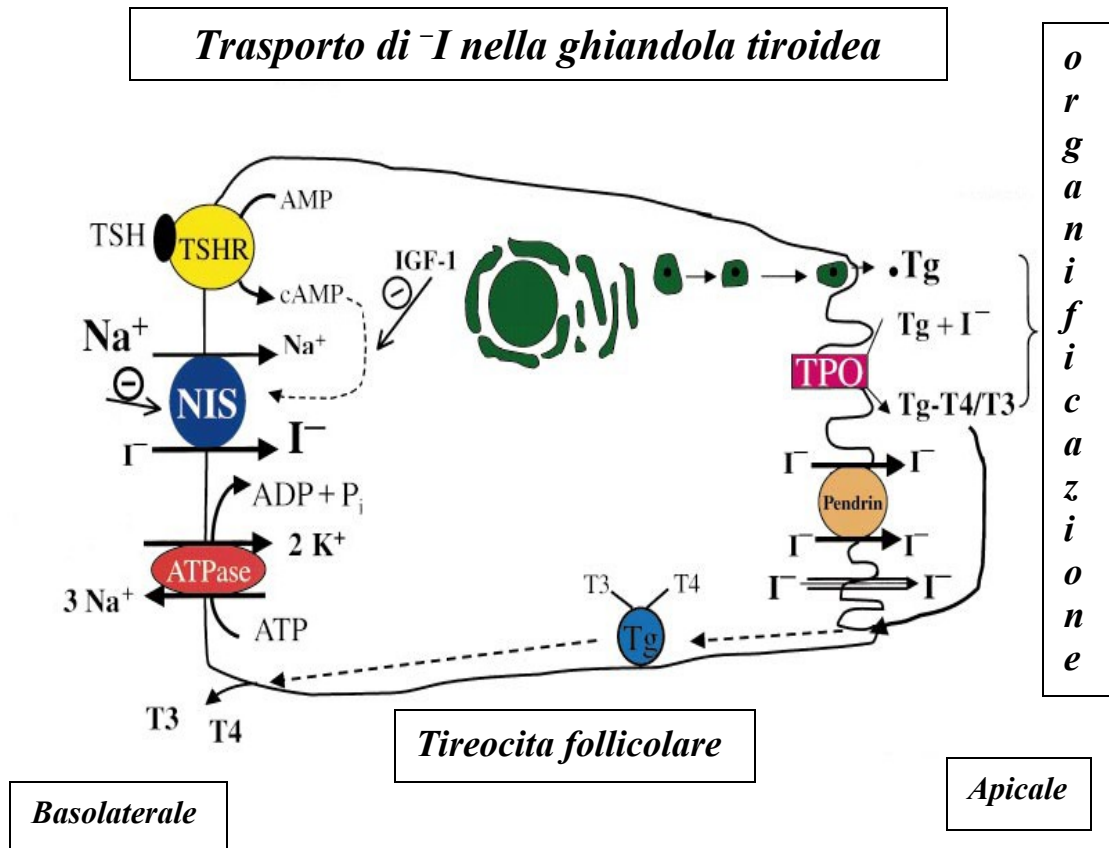 Trasporto di ⁻I nella ghiandola tiroidea
organificazione
AMP
TSH
TSHR
cAMP
IGF-1
⊖
Na⁺
Na⁺
⊖
NIS
I⁻
I⁻
ADP + Pi
2 K⁺
ATPase
3 Na⁺
ATP
T3 T4
Tg
T3 T4
•Tg
Tg + I⁻
TPO
Tg-T4/T3
I⁻ I⁻
Pendrin
I⁻ I⁻
I⁻ I⁻
Tireocita follicolare
Basolaterale
Apicale